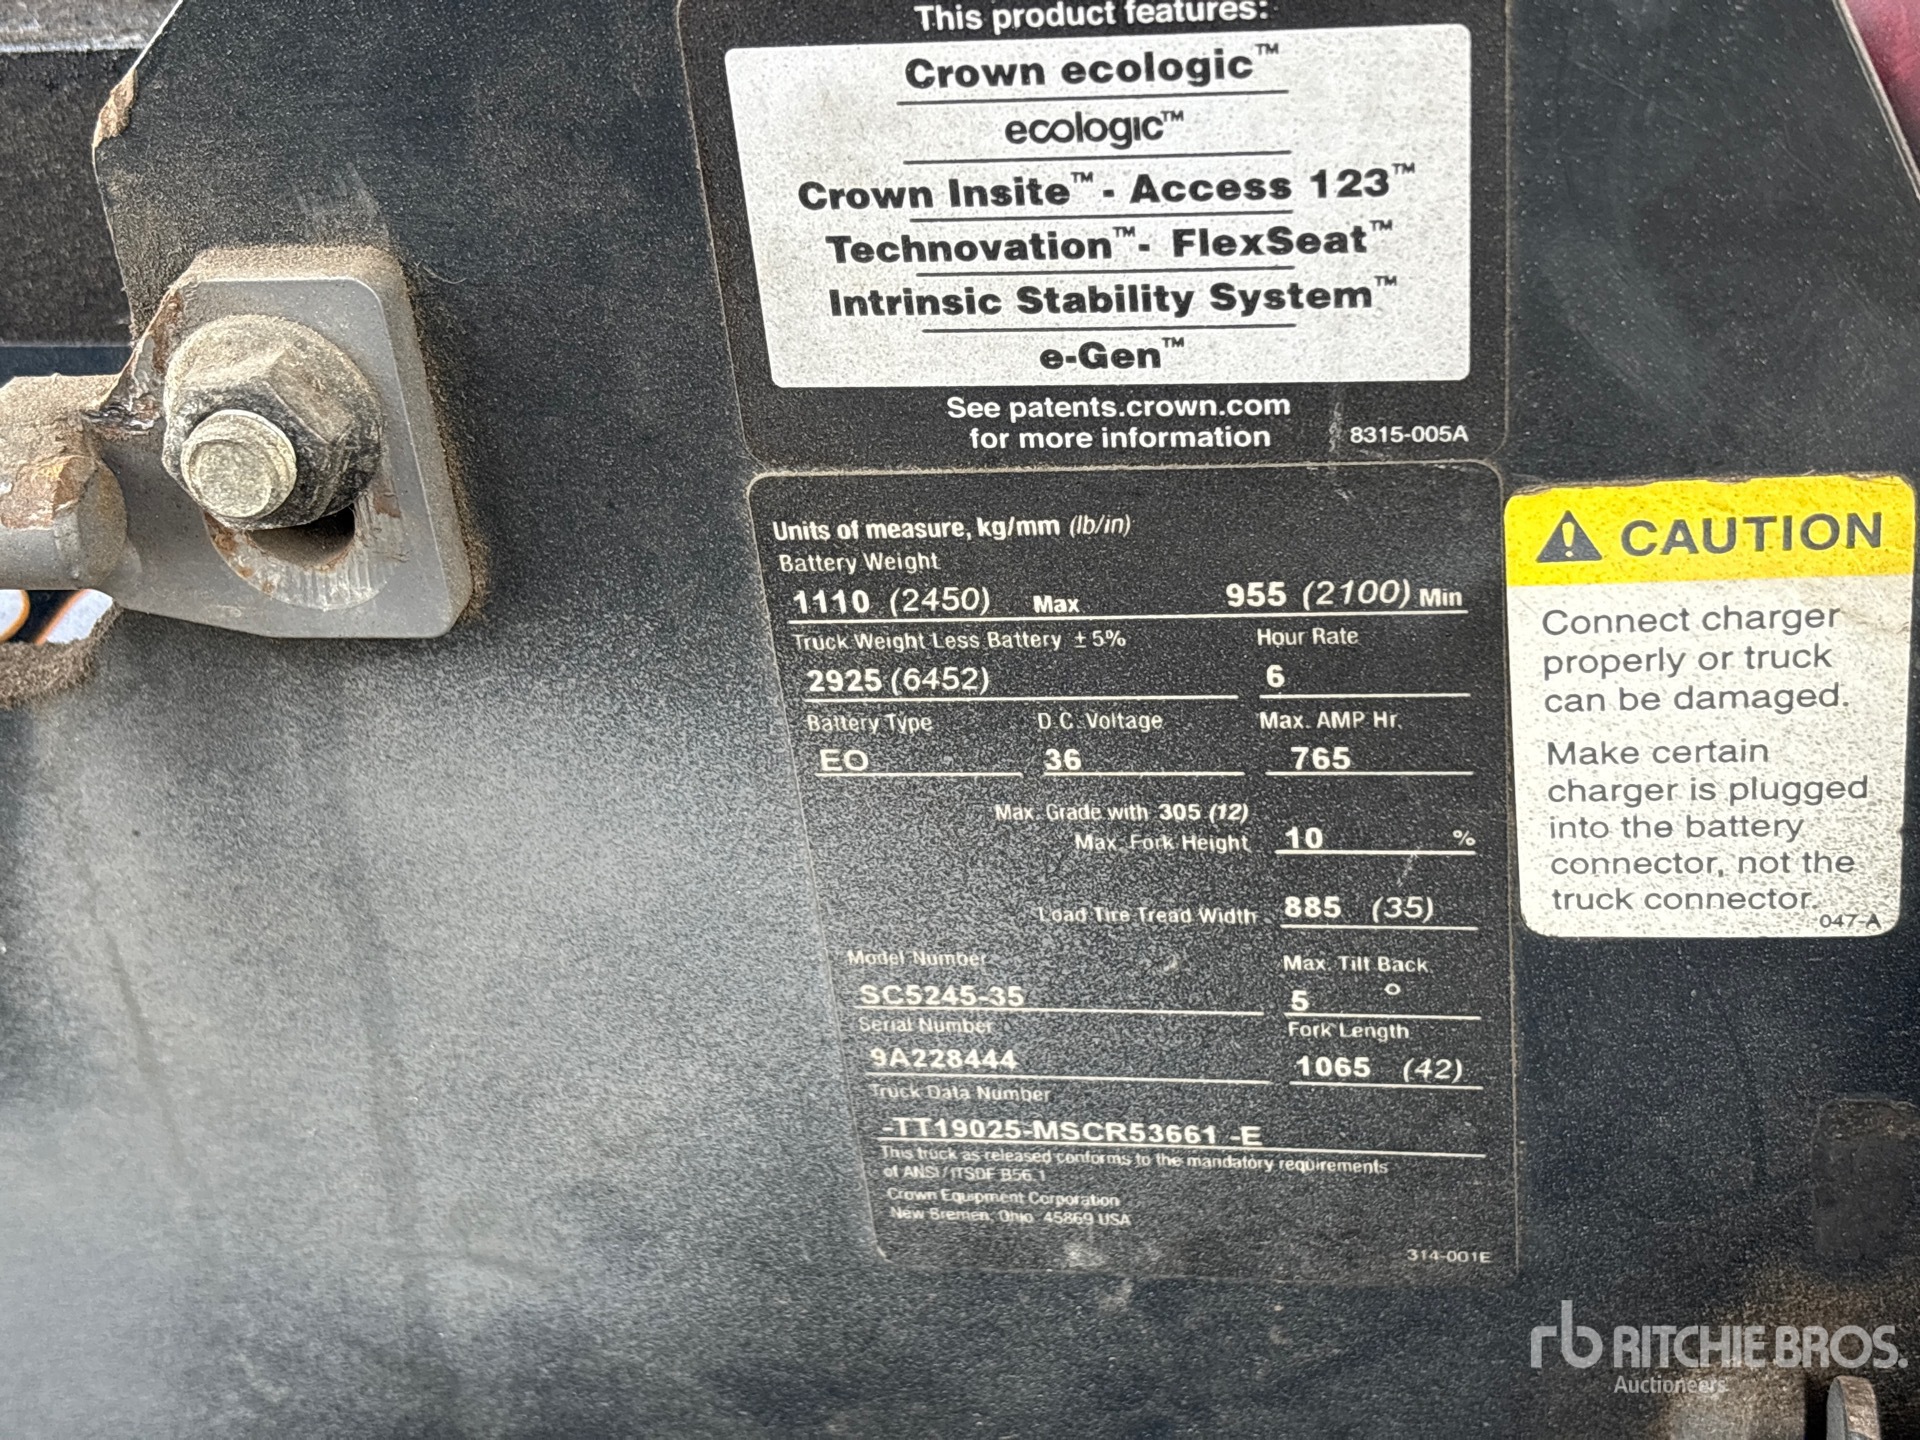 This product features:
Crown ecologic™
ecologic™
Crown Insite™ - Access 123™
Technovation™ - FlexSeat™
Intrinsic Stability System™
e-Gen™
See patents.crown.com
for more information 8315-005A
Units of measure, kg/mm (lb/in)
Battery Weight
1110 (2450) Max 955 (2100) Min
Truck Weight Less Battery ± 5% Hour Rate
2925 (6452) 6
Battery Type D.C. Voltage Max. AMP Hr.
EO 36 765
Max. Grade with 305 (12)
Max. Fork Height 10 %
Load Tire Tread Width 885 (35)
Model Number Max. Tilt Back
SC5245-35 5 °
Serial Number Fork Length
9A228444 1065 (42)
Truck Data Number
-TT19025-MSCR53661 -E
This truck as released conforms to the mandatory requirements
of ANSI/ITSDF B56.1
Crown Equipment Corporation
New Bremen, Ohio 45869 USA
314-001E
CAUTION
Connect charger
properly or truck
can be damaged.
Make certain
charger is plugged
into the battery
connector, not the
truck connector.
047-A
rb RITCHIE BROS.
Auctioneers